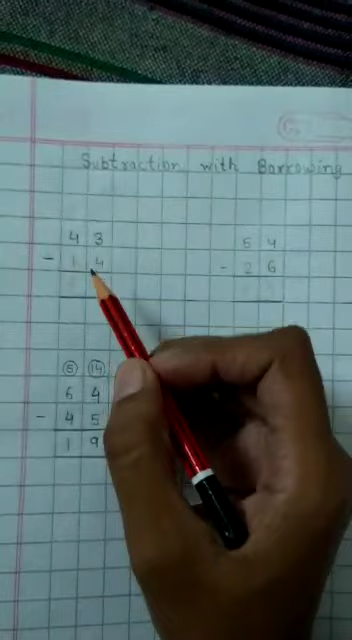 Subtraction with Borrowing
4 3
- 1 4
5 4
- 2 6
5 14
6 4
- 4 5
1 9